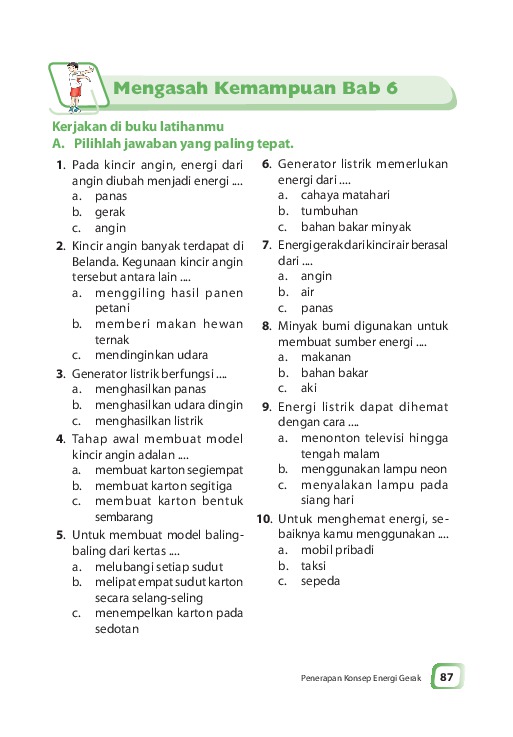 Mengasah Kemampuan Bab 6
Kerjakan di buku latihanmu
A. Pilihlah jawaban yang paling tepat.
1. Pada kincir angin, energi dari
angin diubah menjadi energi ....
a. panas
b. gerak
c. angin
2. Kincir angin banyak terdapat di
Belanda. Kegunaan kincir angin
tersebut antara lain ....
a. menggiling hasil panen
petani
b. memberi makan hewan
ternak
c. mendinginkan udara
3. Generator listrik berfungsi ....
a. menghasilkan panas
b. menghasilkan udara dingin
c. menghasilkan listrik
4. Tahap awal membuat model
kincir angin adalan ....
a. membuat karton segiempat
b. membuat karton segitiga
c. membuat karton bentuk
sembarang
5. Untuk membuat model baling-
baling dari kertas ....
a. melubangi setiap sudut
b. melipat empat sudut karton
secara selang-seling
c. menempelkan karton pada
sedotan
6. Generator listrik memerlukan
energi dari ....
a. cahaya matahari
b. tumbuhan
c. bahan bakar minyak
7. Energi gerak dari kincir air berasal
dari ....
a. angin
b. air
c. panas
8. Minyak bumi digunakan untuk
membuat sumber energi ....
a. makanan
b. bahan bakar
c. aki
9. Energi listrik dapat dihemat
dengan cara ....
a. menonton televisi hingga
tengah malam
b. menggunakan lampu neon
c. menyalakan lampu pada
siang hari
10. Untuk menghemat energi, se-
baiknya kamu menggunakan ....
a. mobil pribadi
b. taksi
c. sepeda
Penerapan Konsep Energi Gerak 87